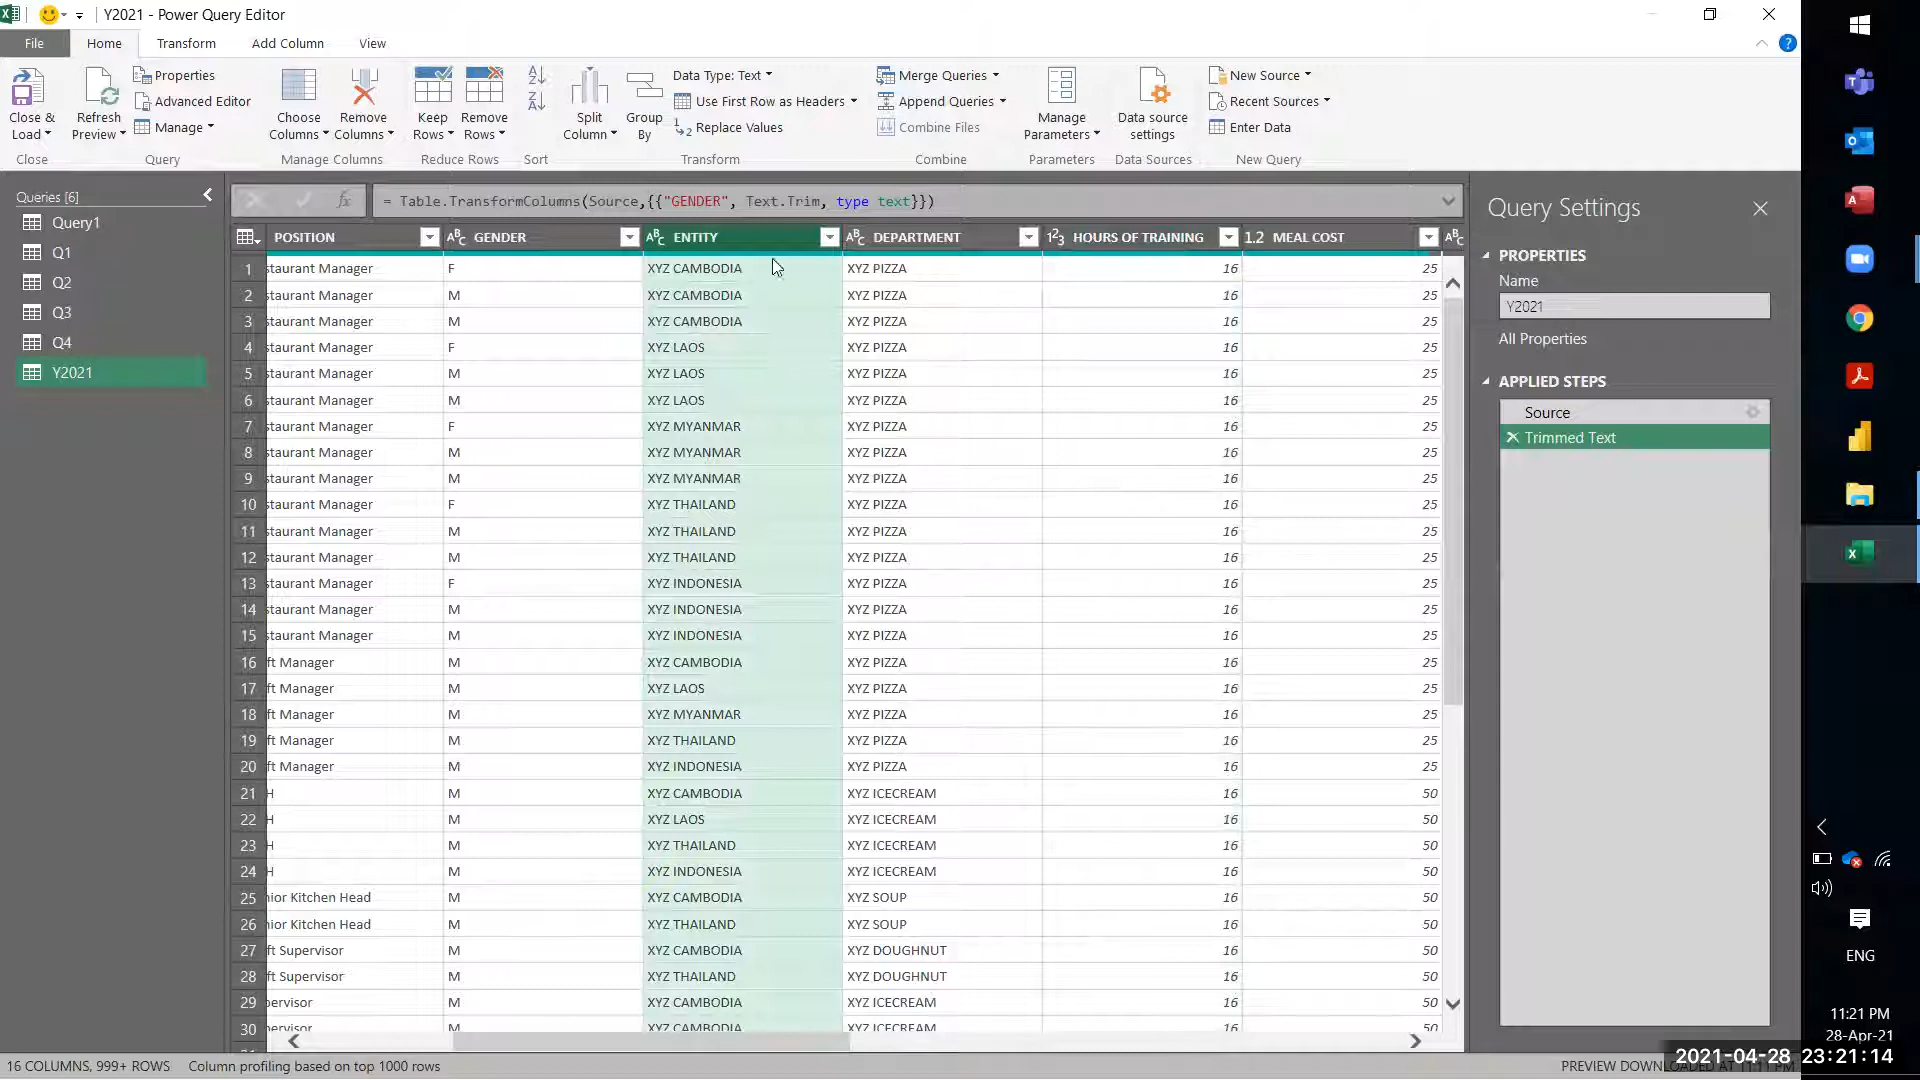 Y2021 - Power Query Editor
File Home Transform Add Column View
Close & Load
Refresh Preview
Properties
Advanced Editor
Manage
Choose Columns
Remove Columns
Keep Rows
Remove Rows
Split Column
Group By
Data Type: Text
Use First Row as Headers
Replace Values
Merge Queries
Append Queries
Combine Files
Manage Parameters
Data source settings
New Source
Recent Sources
Enter Data
Close Query Manage Columns Reduce Rows Sort Transform Combine Parameters Data Sources New Query
Queries [6]
Query1
Q1
Q2
Q3
Q4
Y2021
= Table.TransformColumns(Source,{{"GENDER", Text.Trim, type text}})
POSITION GENDER ENTITY DEPARTMENT HOURS OF TRAINING 1.2 MEAL COST
1 staurant Manager F XYZ CAMBODIA XYZ PIZZA 16 25
2 staurant Manager M XYZ CAMBODIA XYZ PIZZA 16 25
3 staurant Manager M XYZ CAMBODIA XYZ PIZZA 16 25
4 staurant Manager F XYZ LAOS XYZ PIZZA 16 25
5 staurant Manager M XYZ LAOS XYZ PIZZA 16 25
6 staurant Manager M XYZ LAOS XYZ PIZZA 16 25
7 staurant Manager F XYZ MYANMAR XYZ PIZZA 16 25
8 staurant Manager M XYZ MYANMAR XYZ PIZZA 16 25
9 staurant Manager M XYZ MYANMAR XYZ PIZZA 16 25
10 staurant Manager F XYZ THAILAND XYZ PIZZA 16 25
11 staurant Manager M XYZ THAILAND XYZ PIZZA 16 25
12 staurant Manager M XYZ THAILAND XYZ PIZZA 16 25
13 staurant Manager F XYZ INDONESIA XYZ PIZZA 16 25
14 staurant Manager M XYZ INDONESIA XYZ PIZZA 16 25
15 staurant Manager M XYZ INDONESIA XYZ PIZZA 16 25
16 ft Manager M XYZ CAMBODIA XYZ PIZZA 16 25
17 ft Manager M XYZ LAOS XYZ PIZZA 16 25
18 ft Manager M XYZ MYANMAR XYZ PIZZA 16 25
19 ft Manager M XYZ THAILAND XYZ PIZZA 16 25
20 ft Manager M XYZ INDONESIA XYZ PIZZA 16 25
21 H M XYZ CAMBODIA XYZ ICECREAM 16 50
22 H M XYZ LAOS XYZ ICECREAM 16 50
23 H M XYZ THAILAND XYZ ICECREAM 16 50
24 H M XYZ INDONESIA XYZ ICECREAM 16 50
25 nior Kitchen Head M XYZ CAMBODIA XYZ SOUP 16 50
26 nior Kitchen Head M XYZ THAILAND XYZ SOUP 16 50
27 ft Supervisor M XYZ CAMBODIA XYZ DOUGHNUT 16 50
28 ft Supervisor M XYZ THAILAND XYZ DOUGHNUT 16 50
29 pervisor M XYZ CAMBODIA XYZ ICECREAM 16 50
30 pervisor M XYZ CAMBODIA XYZ ICECREAM 16 50
Query Settings
PROPERTIES
Name
Y2021
All Properties
APPLIED STEPS
Source
Trimmed Text
16 COLUMNS, 999+ ROWS Column profiling based on top 1000 rows
PREVIEW DOWNLOADED AT 11:11 PM
ENG
11:21 PM
28-Apr-21
2021-04-28 23:21:14